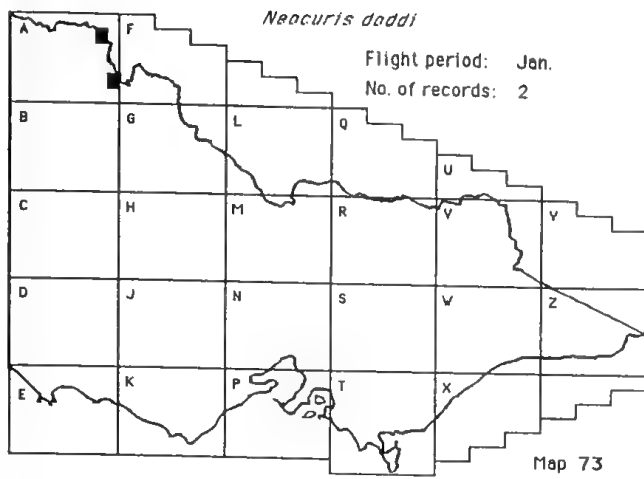 Neocuris doddi
Flight period: Jan.
No. of records: 2
A
F
B
G
L
Q
U
C
H
M
R
V
Y
D
J
N
S
W
Z
E
K
P
T
X
Map 73